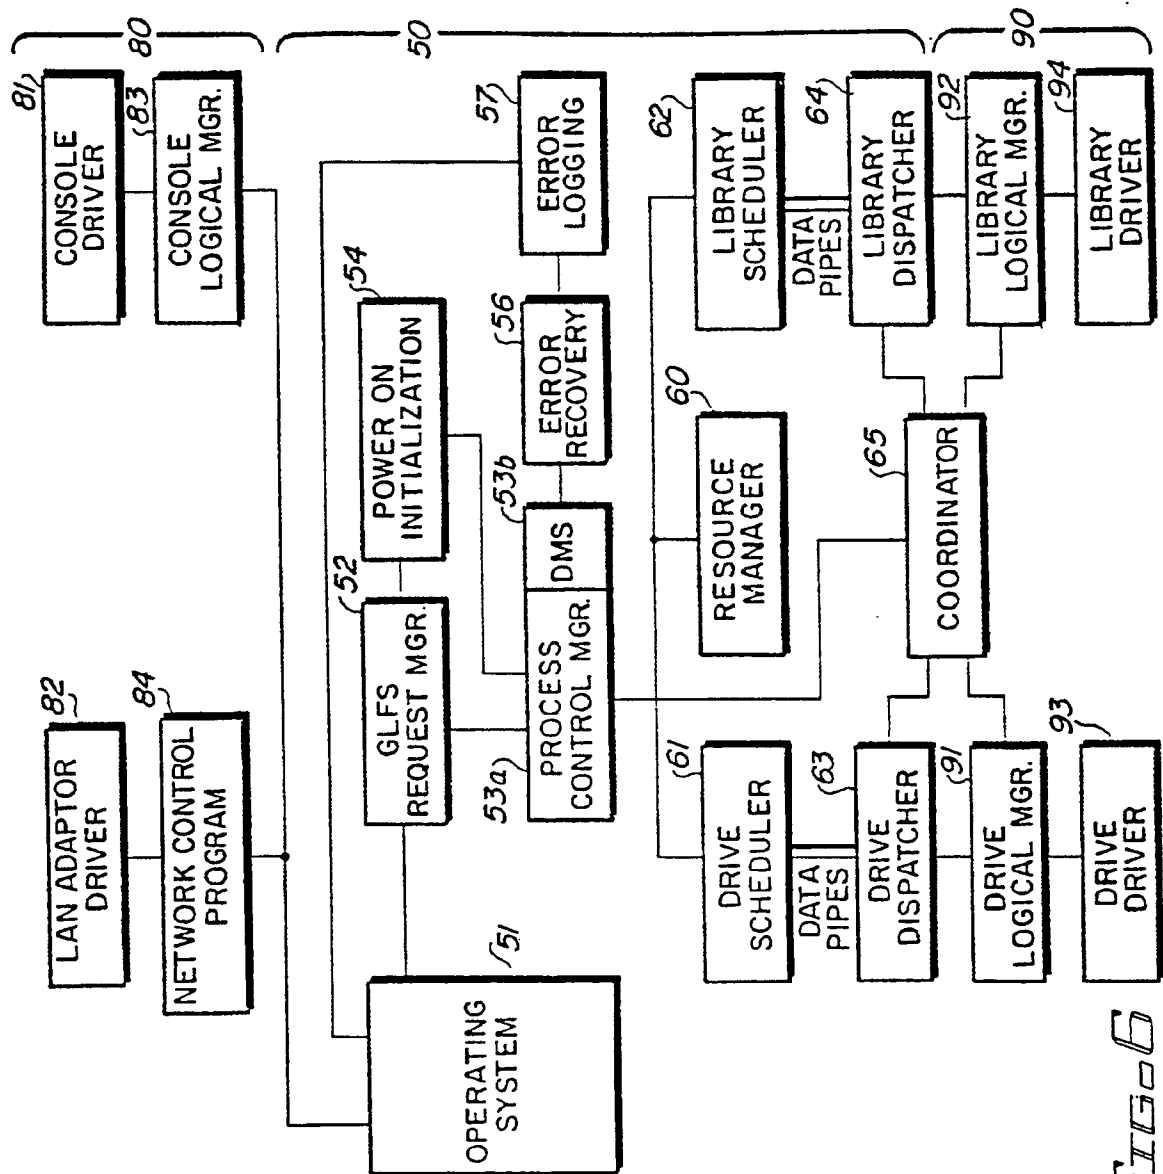 LAN ADAPTOR
DRIVER
82
NETWORK CONTROL
PROGRAM
84
CONSOLE
DRIVER
81
CONSOLE
LOGICAL MGR.
83
80
OPERATING
SYSTEM
51
GLFS
REQUEST MGR.
52
POWER ON
INITIALIZATION
54
PROCESS
CONTROL MGR.
53a
DMS
53b
ERROR
RECOVERY
56
ERROR
LOGGING
57
50
DRIVE
SCHEDULER
61
DATA
PIPES
DRIVE
DISPATCHER
63
DRIVE
LOGICAL MGR.
91
DRIVE
DRIVER
93
RESOURCE
MANAGER
60
COORDINATOR
65
LIBRARY
SCHEDULER
62
DATA
PIPES
LIBRARY
DISPATCHER
64
LIBRARY
LOGICAL MGR.
92
LIBRARY
DRIVER
94
90
FIG-6